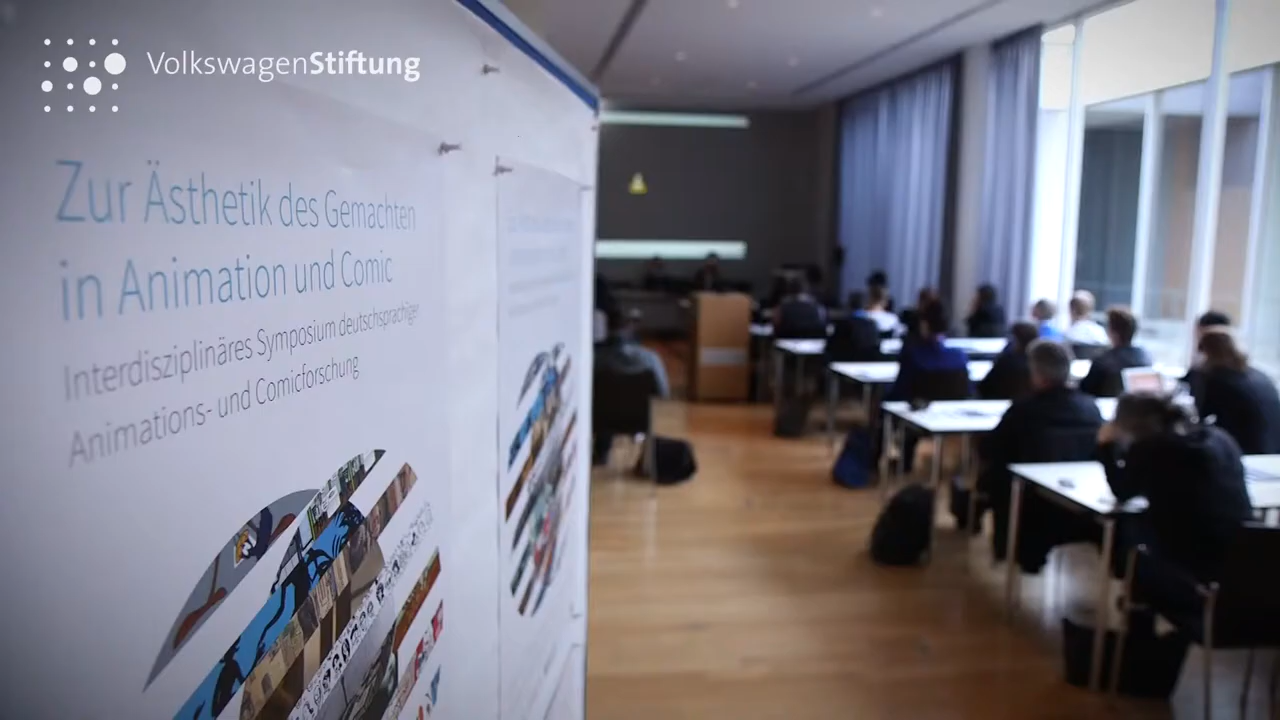 VolkswagenStiftung
Zur Ästhetik des Gemachten
in Animation und Comic
Interdisziplinäres Symposium deutschsprachiger
Animations- und Comicforschung